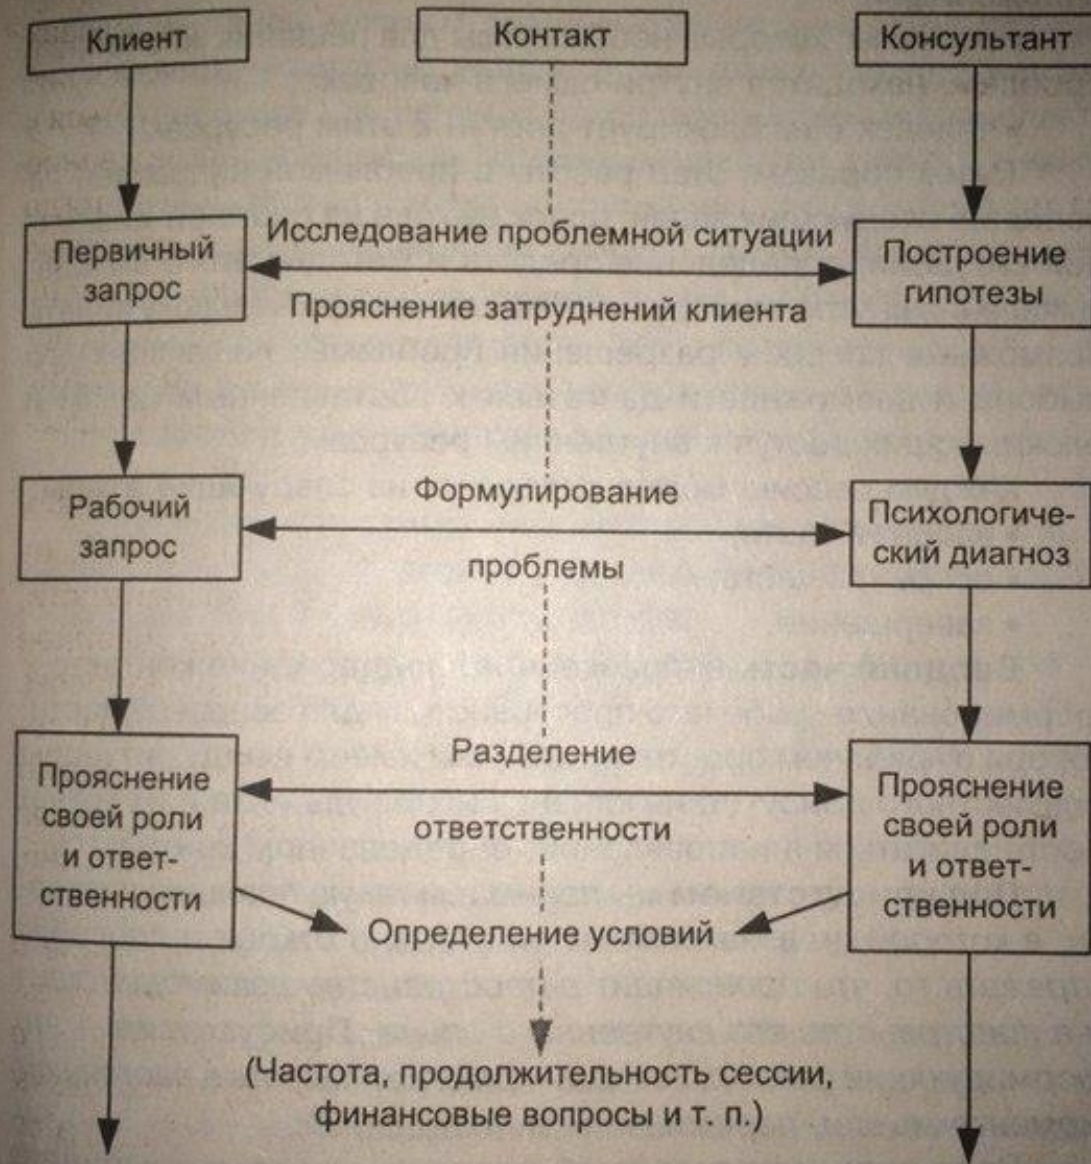 Клиент
Контакт
Консультант
Исследование проблемной ситуации
Первичный
запрос
Построение
гипотезы
Прояснение затруднений клиента
Формулирование
Рабочий
запрос
Психологиче-
ский диагноз
проблемы
Разделение
Прояснение
своей роли
и ответ-
ственности
Прояснение
своей роли
и ответ-
ственности
ответственности
Определение условий
(Частота, продолжительность сессии,
финансовые вопросы и т. п.)